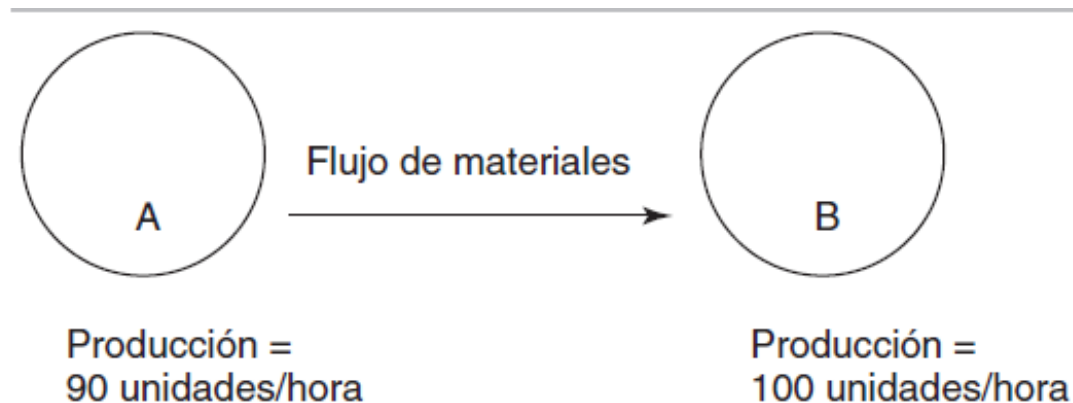 Flujo de materiales
A
B
Producción =
90 unidades/hora
Producción =
100 unidades/hora